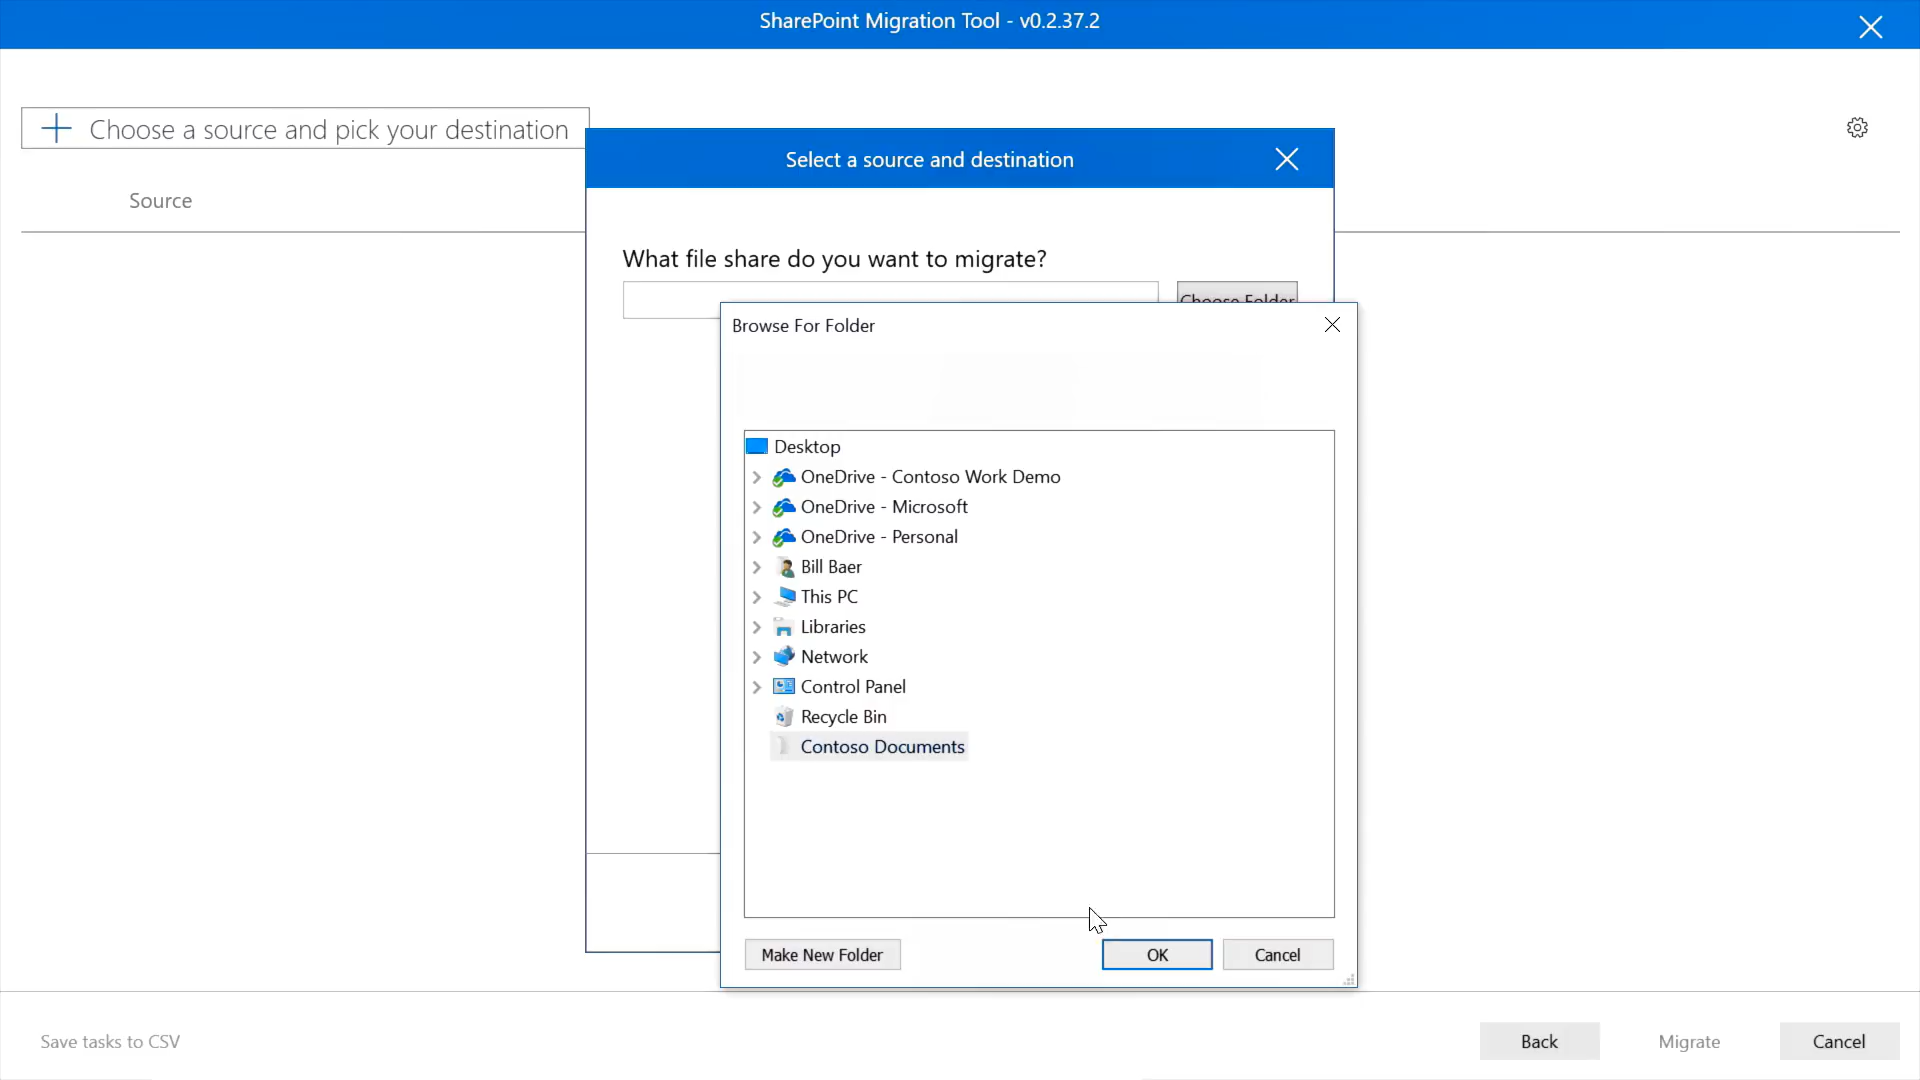 SharePoint Migration Tool - v0.2.37.2
Choose a source and pick your destination
Select a source and destination
Source
What file share do you want to migrate?
Choose Folder
Browse For Folder
Desktop
OneDrive - Contoso Work Demo
OneDrive - Microsoft
OneDrive - Personal
Bill Baer
This PC
Libraries
Network
Control Panel
Recycle Bin
Contoso Documents
Make New Folder
OK
Cancel
Save tasks to CSV
Back
Migrate
Cancel